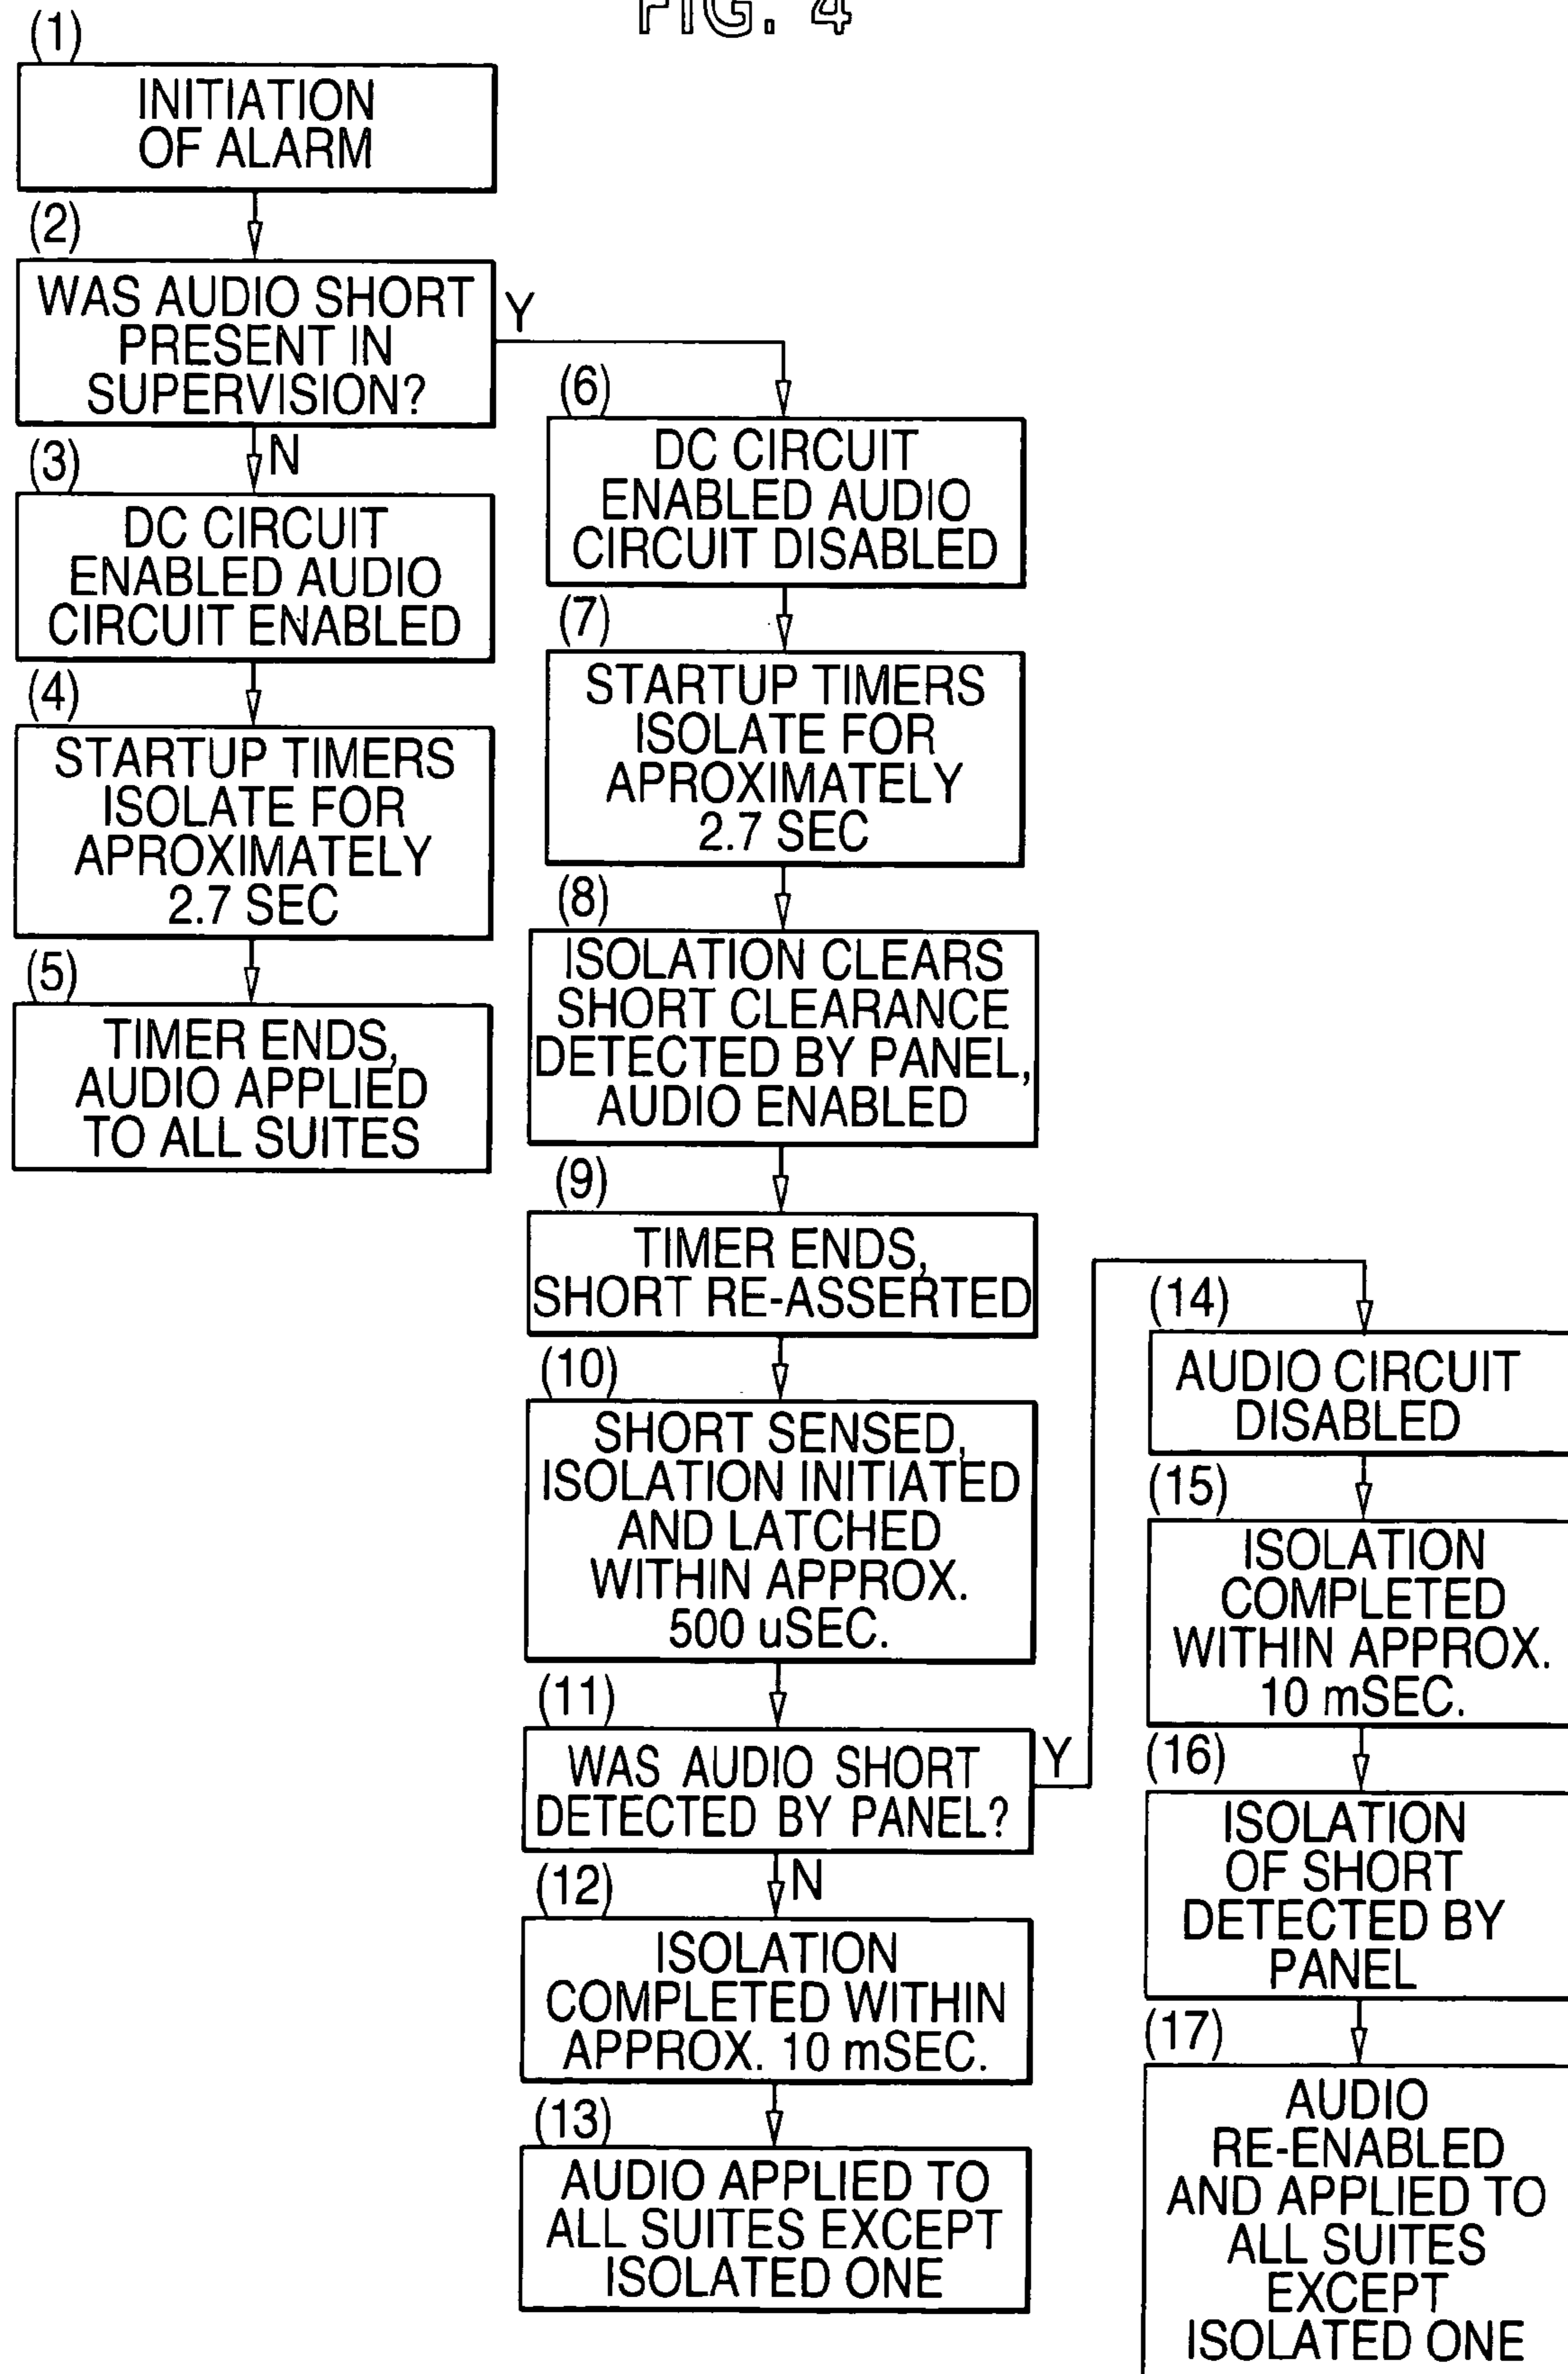 FIG. 4
(1)
INITIATION
OF ALARM
(2)
WAS AUDIO SHORT
PRESENT IN
SUPERVISION?
Y
N
(3)
DC CIRCUIT
ENABLED AUDIO
CIRCUIT ENABLED
(4)
STARTUP TIMERS
ISOLATE FOR
APROXIMATELY
2.7 SEC
(5)
TIMER ENDS,
AUDIO APPLIED
TO ALL SUITES
(6)
DC CIRCUIT
ENABLED AUDIO
CIRCUIT DISABLED
(7)
STARTUP TIMERS
ISOLATE FOR
APROXIMATELY
2.7 SEC
(8)
ISOLATION CLEARS
SHORT CLEARANCE
DETECTED BY PANEL,
AUDIO ENABLED
(9)
TIMER ENDS,
SHORT RE-ASSERTED
(10)
SHORT SENSED,
ISOLATION INITIATED
AND LATCHED
WITHIN APPROX.
500 uSEC.
(11)
WAS AUDIO SHORT
DETECTED BY PANEL?
Y
N
(12)
ISOLATION
COMPLETED WITHIN
APPROX. 10 mSEC.
(13)
AUDIO APPLIED TO
ALL SUITES EXCEPT
ISOLATED ONE
(14)
AUDIO CIRCUIT
DISABLED
(15)
ISOLATION
COMPLETED
WITHIN APPROX.
10 mSEC.
(16)
ISOLATION
OF SHORT
DETECTED BY
PANEL
(17)
AUDIO
RE-ENABLED
AND APPLIED TO
ALL SUITES
EXCEPT
ISOLATED ONE